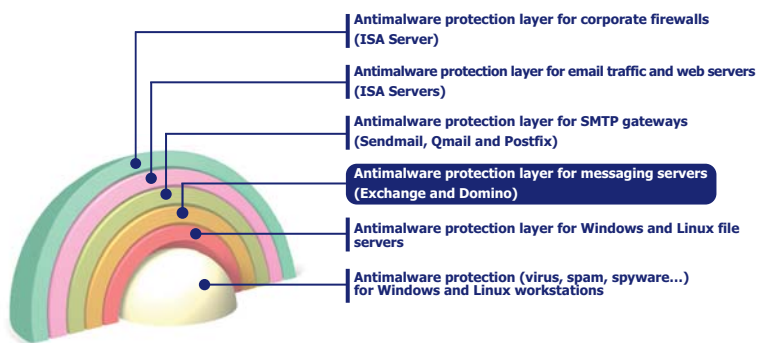 Antimalware protection layer for corporate firewalls
(ISA Server)
Antimalware protection layer for email traffic and web servers
(ISA Servers)
Antimalware protection layer for SMTP gateways
(Sendmail, Qmail and Postfix)
Antimalware protection layer for messaging servers
(Exchange and Domino)
Antimalware protection layer for Windows and Linux file
servers
Antimalware protection (virus, spam, spyware...)
for Windows and Linux workstations